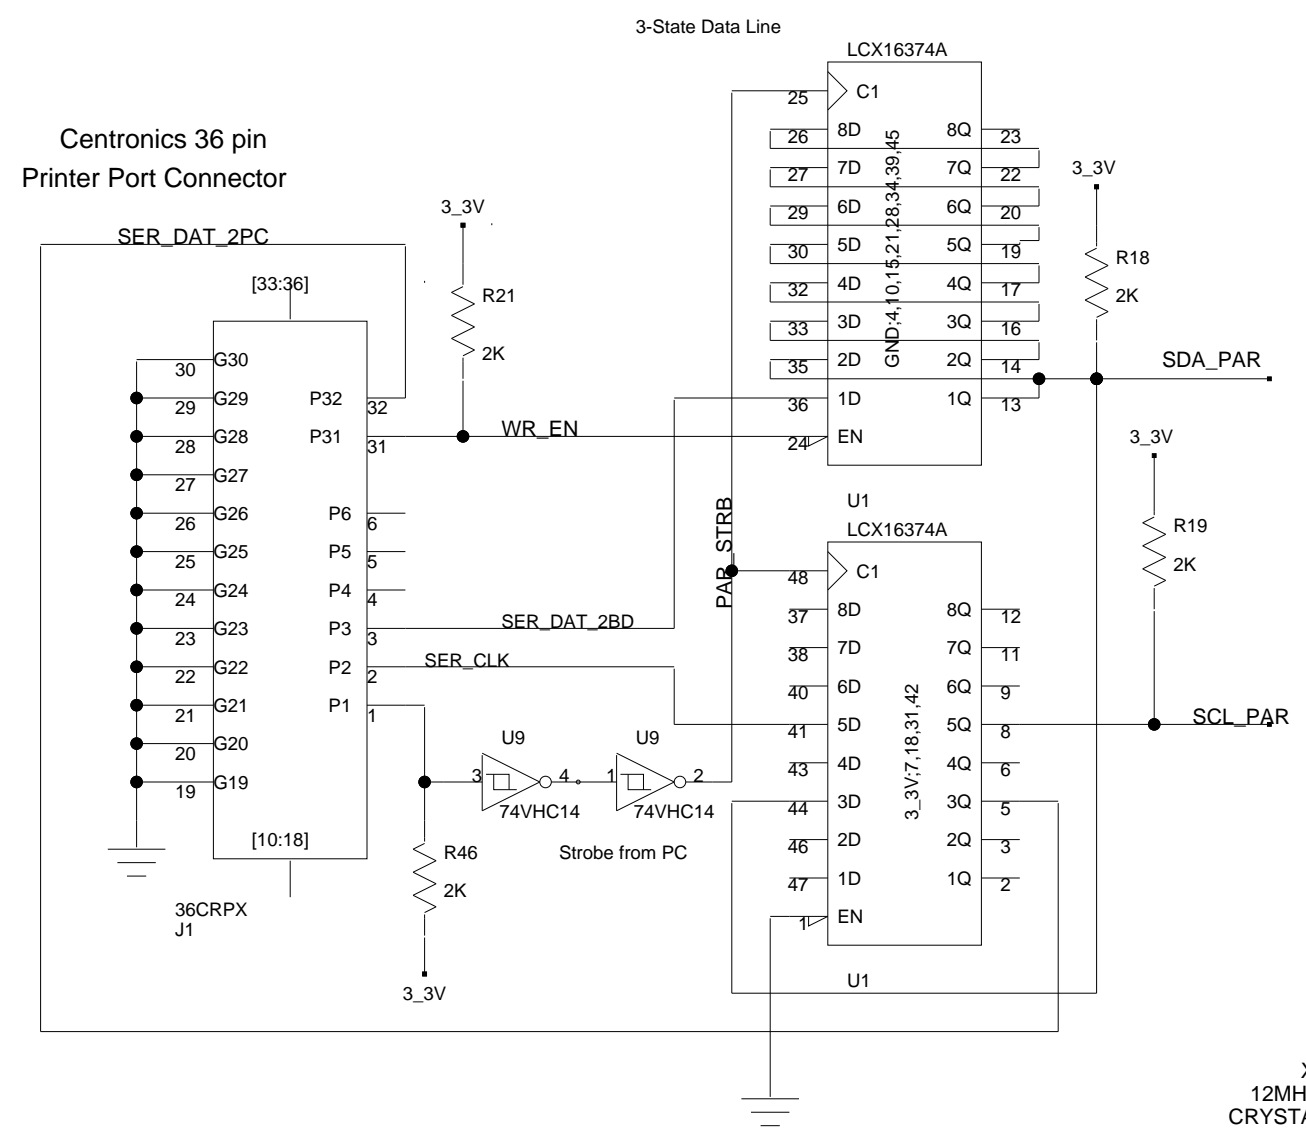 3-State Data Line
LCX16374A
25
C1
26 8D 8Q 23
27 7D 7Q 22
29 6D 6Q 20
30 5D 5Q 19
32 4D 4Q 17
33 3D 3Q 16
35 2D 2Q 14
36 1D 1Q 13
24 EN
GND;4,10,15,21,28,34,39,45
U1
Centronics 36 pin
Printer Port Connector
SER_DAT_2PC
3_3V
R21
2K
3_3V
R18
2K
SDA_PAR
WR_EN
3_3V
R19
2K
SCL_PAR
[33:36]
30 G30
29 G29 P32 32
28 G28 P31 31
27 G27
26 G26 P6 6
25 G25 P5 5
24 G24 P4 4
23 G23 P3 3
22 G22 P2 2
21 G21 P1 1
20 G20
19 G19
[10:18]
36CRPX
J1
SER_DAT_2BD
SER_CLK
PAR_STRB
U9
3 4
74VHC14
U9
1 2
74VHC14
Strobe from PC
R46
2K
3_3V
LCX16374A
48 C1
37 8D 8Q 12
38 7D 7Q 11
40 6D 6Q 9
41 5D 5Q 8
43 4D 4Q 6
44 3D 3Q 5
46 2D 2Q 3
47 1D 1Q 2
1 EN
3_3V;7,18,31,42
U1
X
12MH
CRYSTA